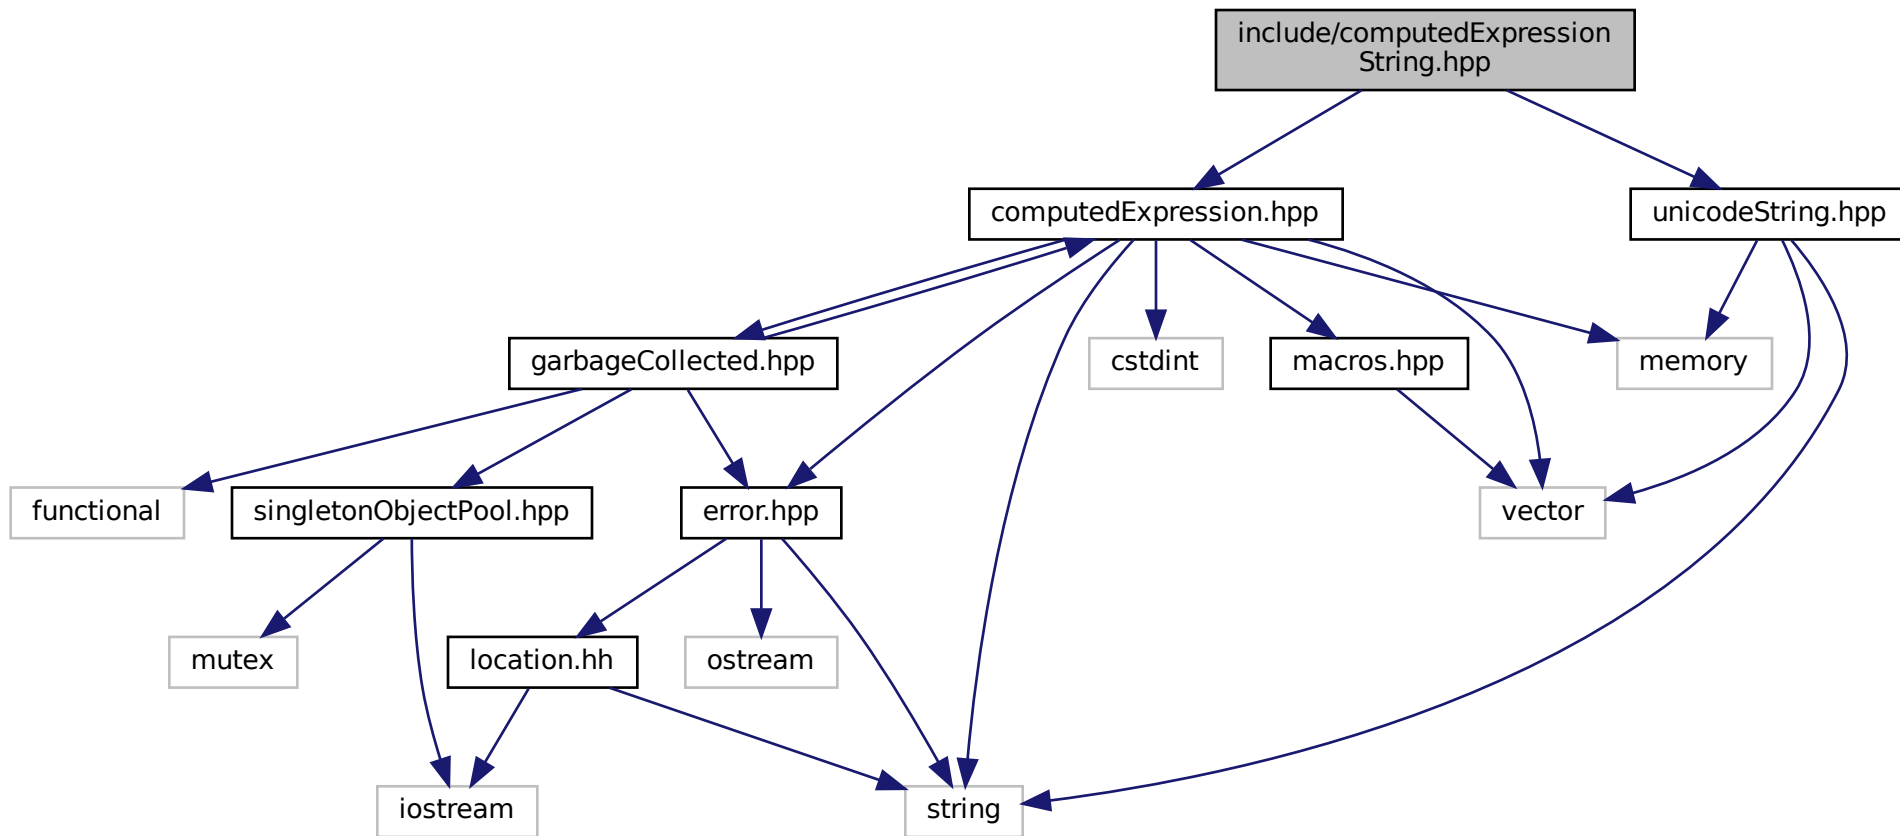 include/computedExpression
String.hpp
computedExpression.hpp
unicodeString.hpp
garbageCollected.hpp
cstdint
macros.hpp
memory
functional
singletonObjectPool.hpp
error.hpp
vector
mutex
location.hh
ostream
iostream
string